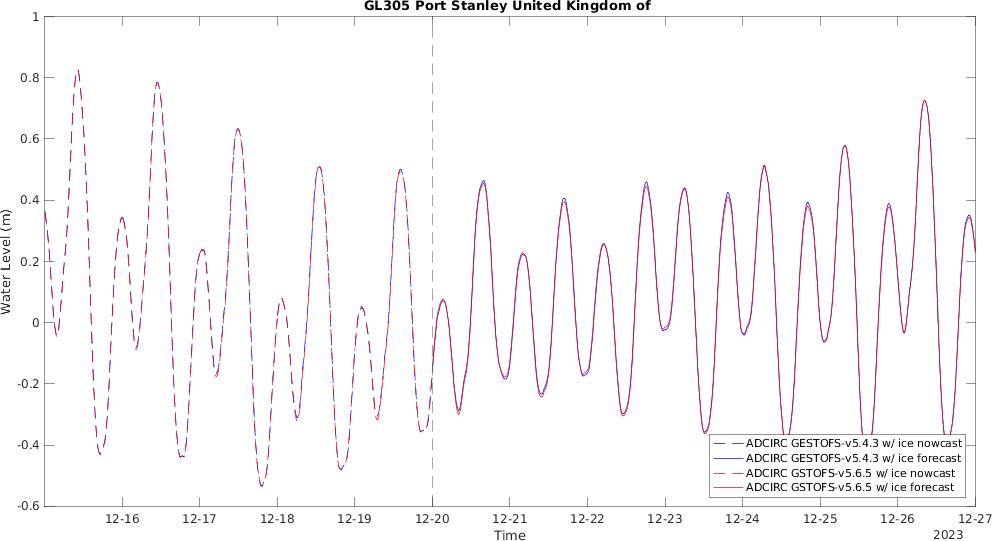 GL305 Port Stanley United Kingdom of
1
0.8
0.6
0.4
0.2
0
-0.2
-0.4
-0.6
Water Level (m)
ADCIRC GESTOFS-v5.4.3 w/ ice nowcast
ADCIRC GESTOFS-v5.4.3 w/ ice forecast
ADCIRC GSTOFS-v5.6.5 w/ ice nowcast
ADCIRC GSTOFS-v5.6.5 w/ ice forecast
12-16 12-17 12-18 12-19 12-20 12-21 12-22 12-23 12-24 12-25 12-26 12-27
Time
2023